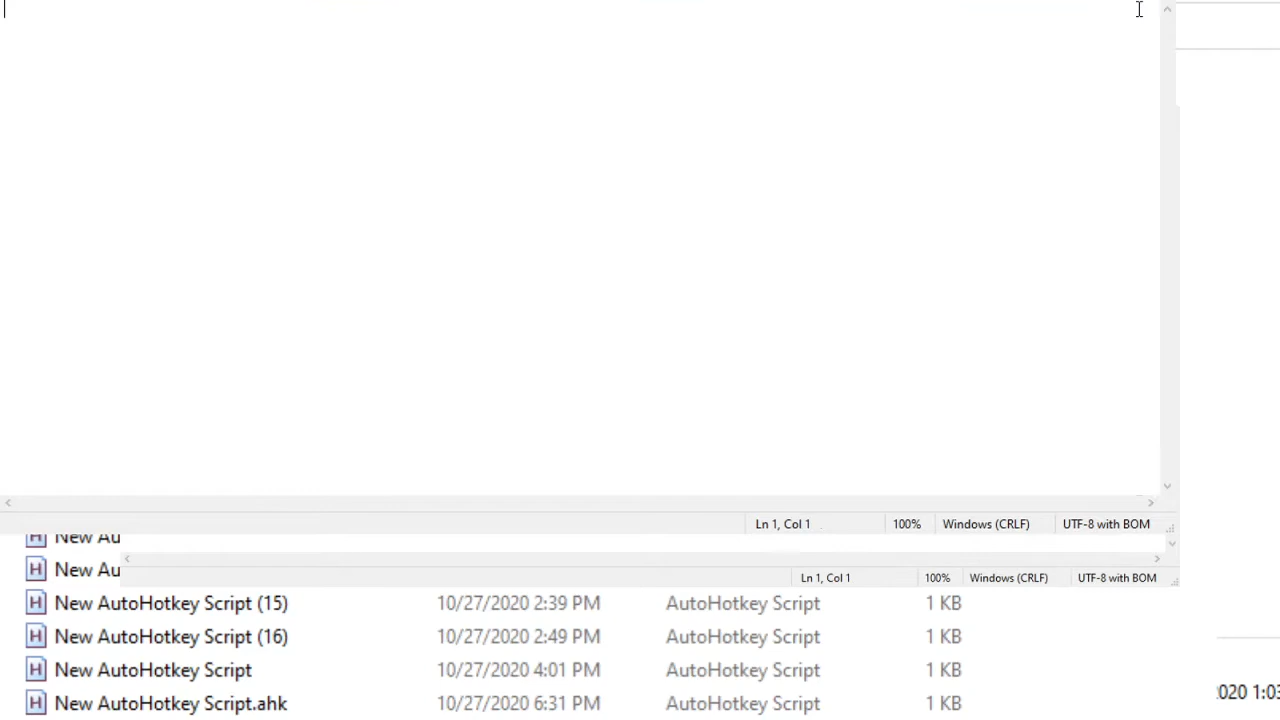 Ln 1, Col 1 100% Windows (CRLF) UTF-8 with BOM
New Au
New Au
Ln 1, Col 1 100% Windows (CRLF) UTF-8 with BOM
New AutoHotkey Script (15) 10/27/2020 2:39 PM AutoHotkey Script 1 KB
New AutoHotkey Script (16) 10/27/2020 2:49 PM AutoHotkey Script 1 KB
New AutoHotkey Script 10/27/2020 4:01 PM AutoHotkey Script 1 KB
New AutoHotkey Script.ahk 10/27/2020 6:31 PM AutoHotkey Script 1 KB
020 1:03